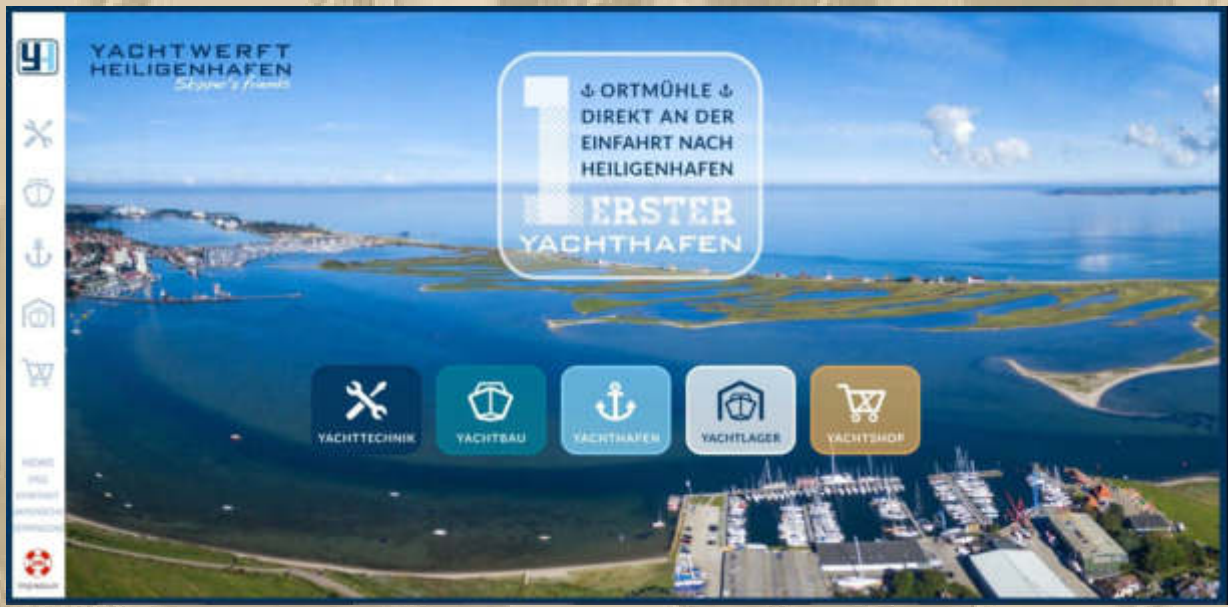 YH
YACHTWERFT
HEILIGENHAFEN
Skipper's friends
1
ORTMÜHLE
DIREKT AN DER
EINFAHRT NACH
HEILIGENHAFEN
ERSTER
YACHTHAFEN
YACHTTECHNIK
YACHTBAU
YACHTHAFEN
YACHTLAGER
YACHTSHOP
NEWS